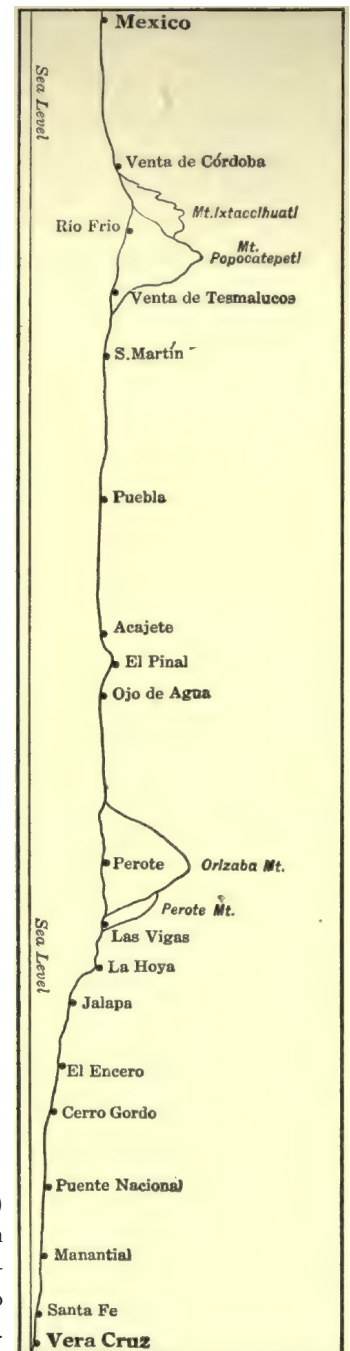 Mexico
Sea Level
Venta de Córdoba
Mt. Ixtaccihuatl
Rio Frio
Mt.
Popocatepetl
Venta de Tesmalucos
S. Martín
Puebla
Acajete
El Pinal
Ojo de Agua
Perote
Orizaba Mt.
Perote Mt.
Las Vigas
Sea Level
La Hoya
Jalapa
El Encero
Cerro Gordo
Puente Nacional
Manantial
Santa Fe
Vera Cruz